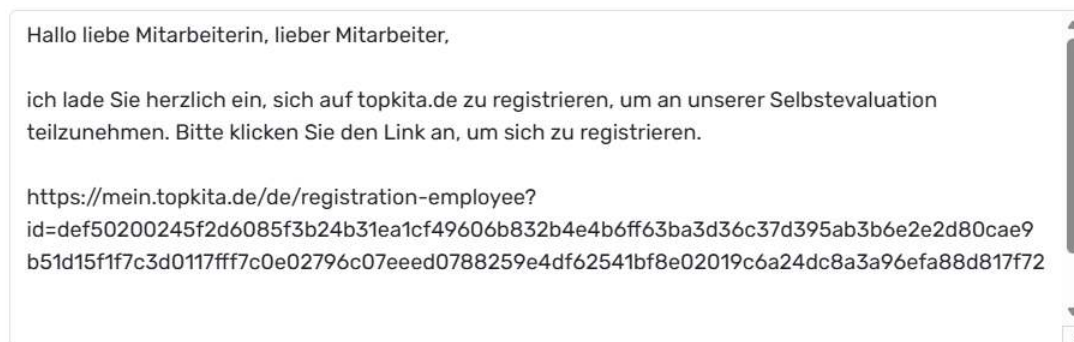 Hallo liebe Mitarbeiterin, lieber Mitarbeiter,
ich lade Sie herzlich ein, sich auf topkita.de zu registrieren, um an unserer Selbstevaluation
teilzunehmen. Bitte klicken Sie den Link an, um sich zu registrieren.
https://mein.topkita.de/de/registration-employee?
id=def50200245f2d6085f3b24b31ea1cf49606b832b4e4b6ff63ba3d36c37d395ab3b6e2e2d80cae9
b51d15f1f7c3d0117fff7c0e02796c07eeed0788259e4df62541bf8e02019c6a24dc8a3a96efa88d817f72